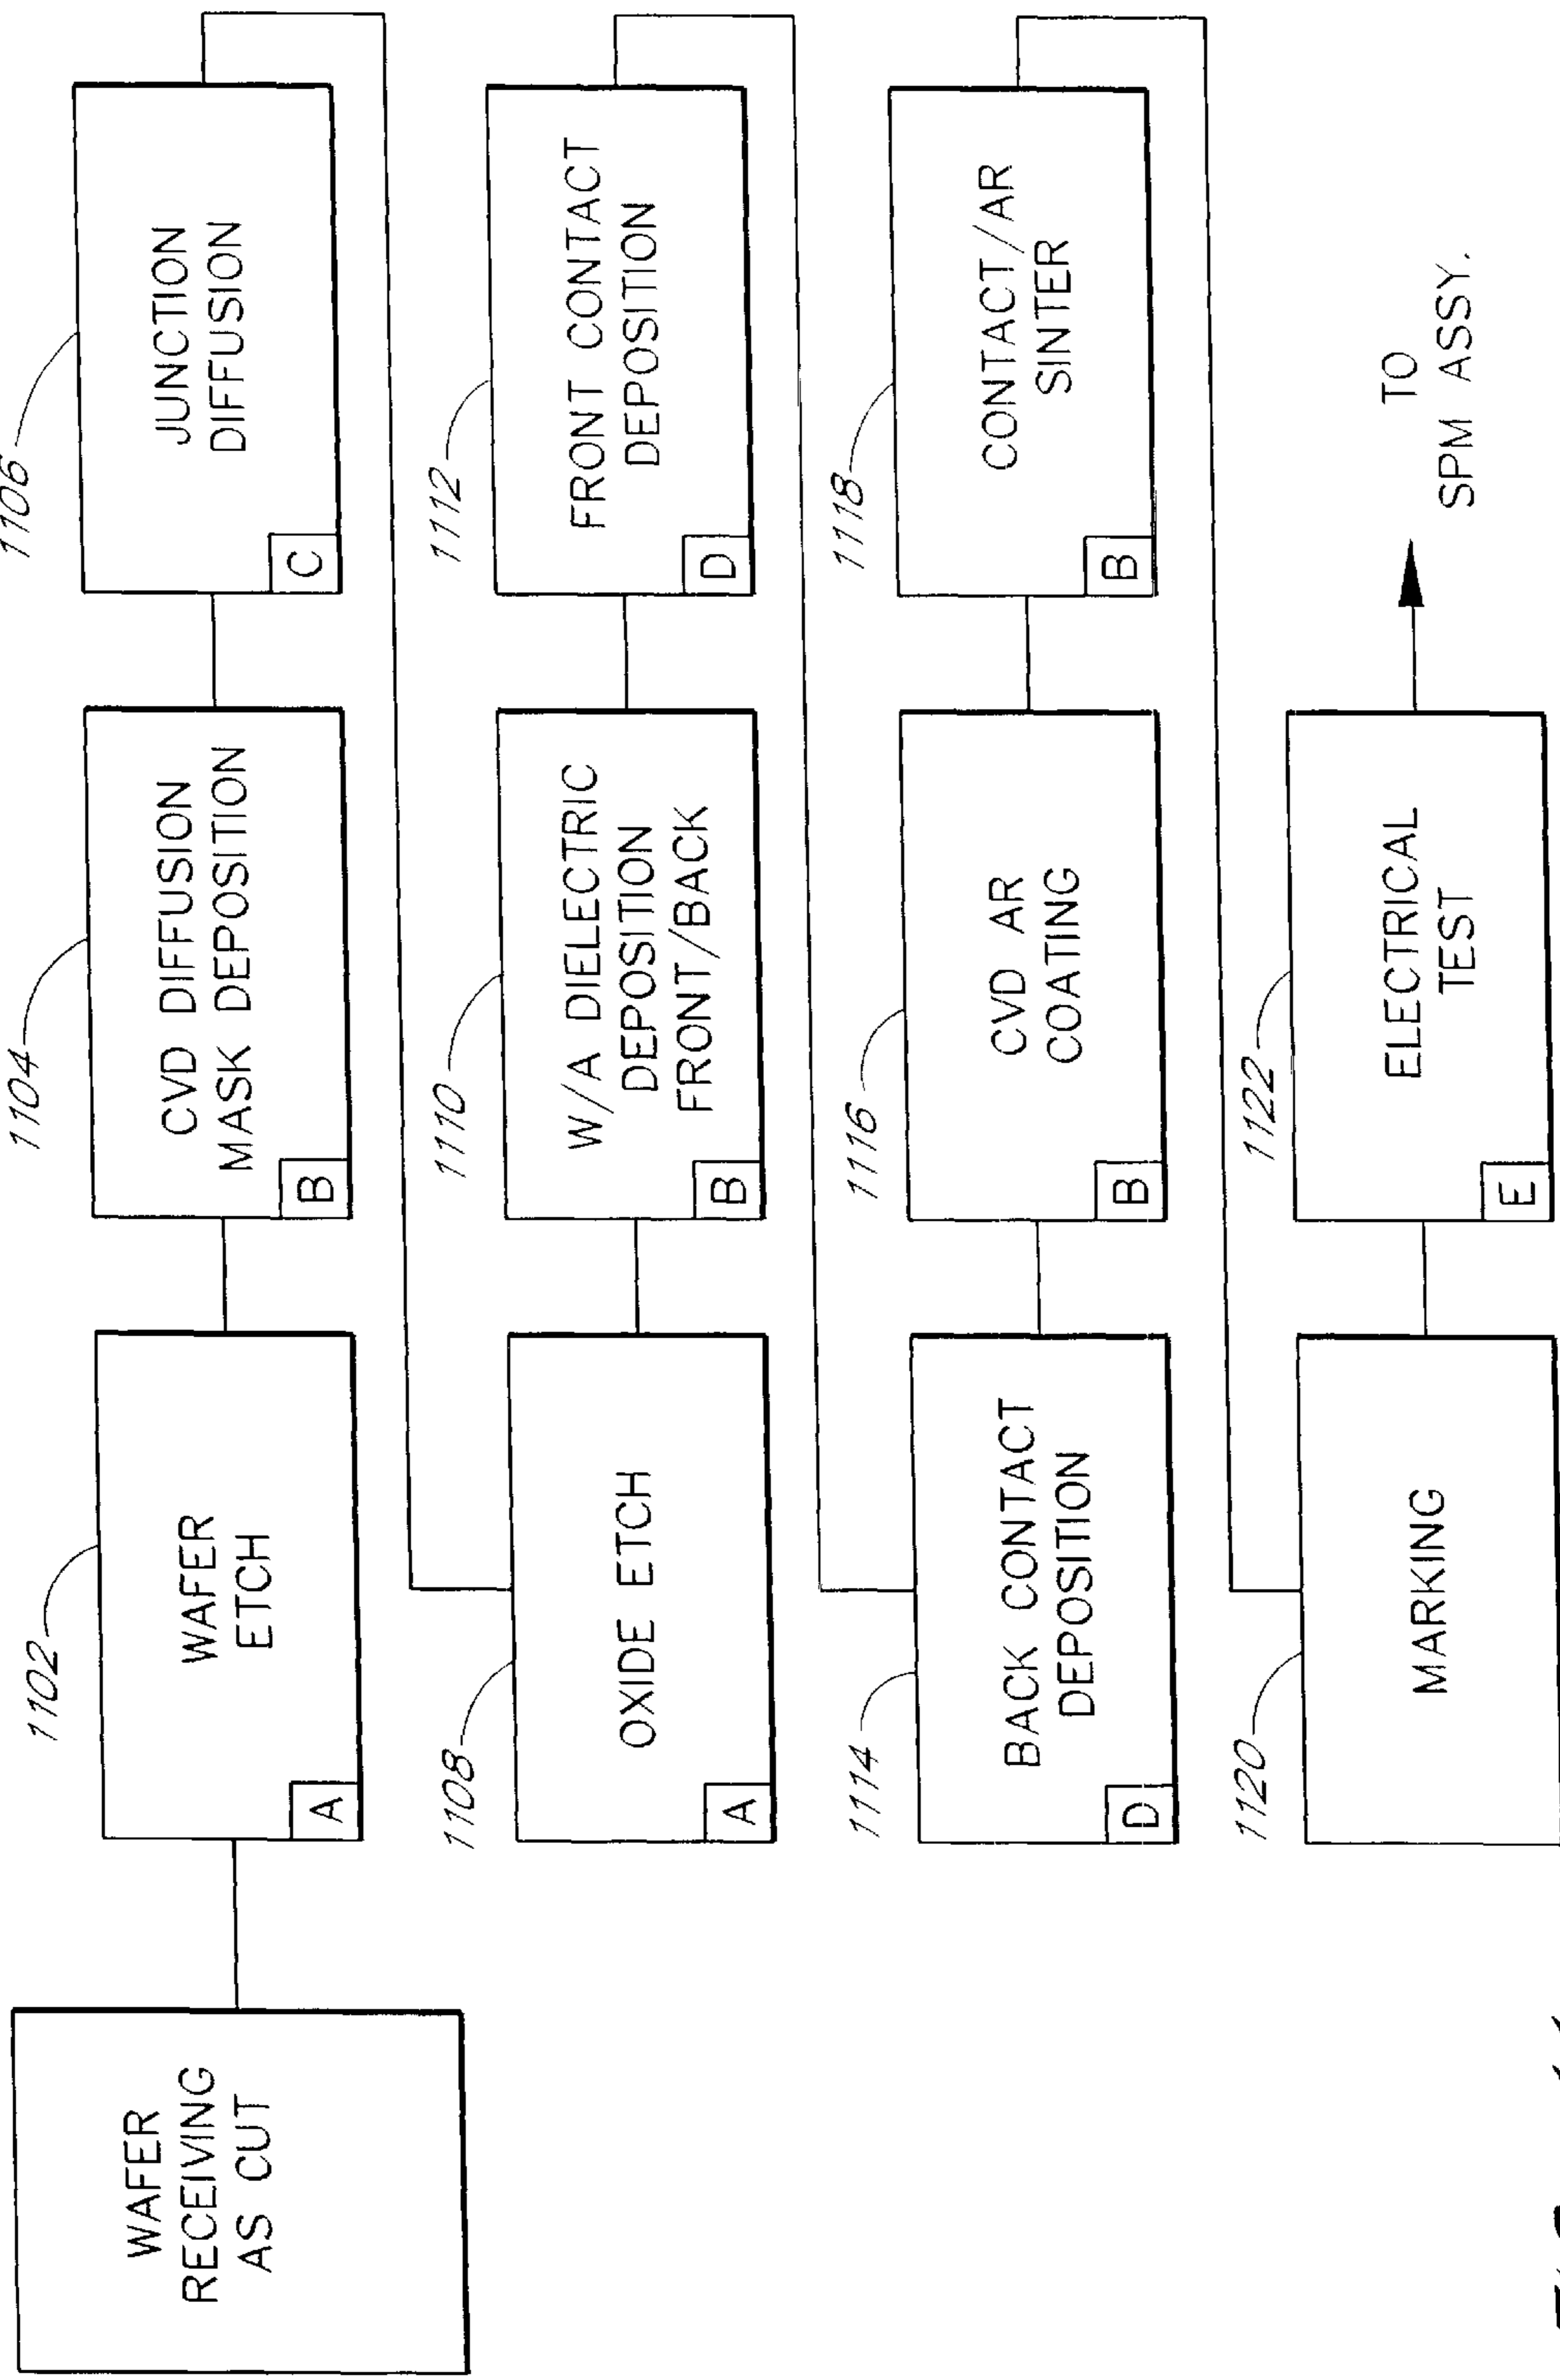 WAFER
RECEIVING
AS CUT
1102
WAFER
ETCH
A
1104
CVD DIFFUSION
MASK DEPOSITION
B
1106
JUNCTION
DIFFUSION
C
1108
OXIDE ETCH
A
1110
W/A DIELECTRIC
DEPOSITION
FRONT/BACK
B
1112
FRONT CONTACT
DEPOSITION
D
1114
BACK CONTACT
DEPOSITION
D
1116
CVD AR
COATING
B
1118
CONTACT/AR
SINTER
B
1120
MARKING
1122
ELECTRICAL
TEST
E
TO
SPM ASSY.